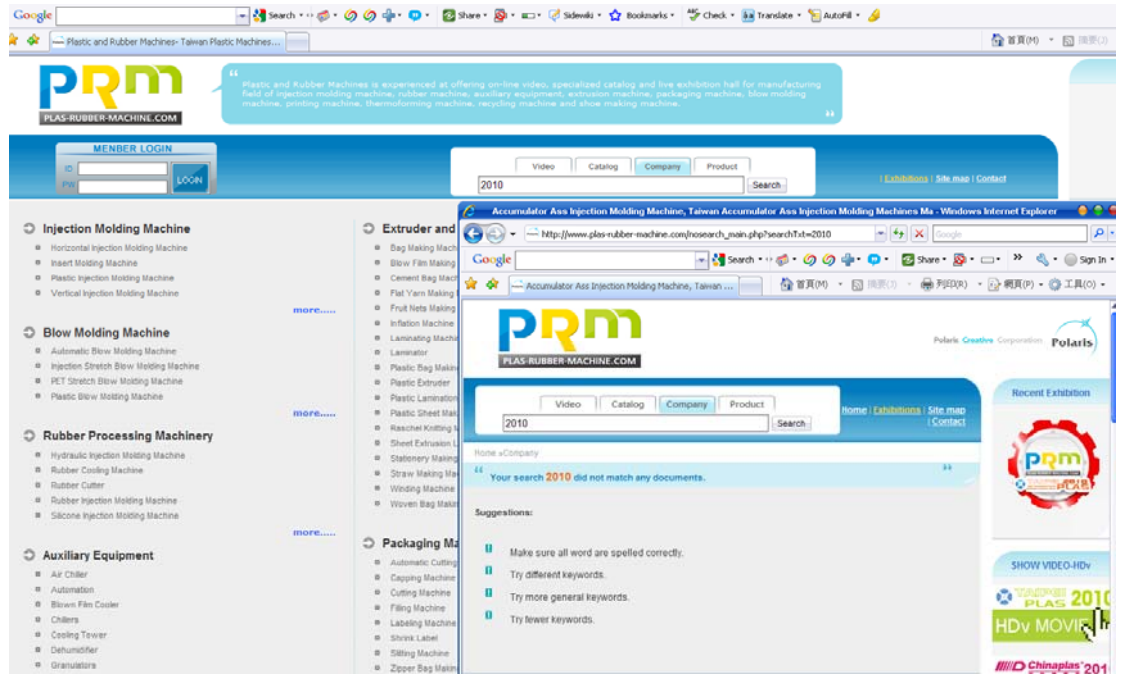 Google
Search
Share
Sidewiki
Bookmarks
Check
Translate
AutoFill
Plastic and Rubber Machines- Taiwan Plastic Machines...
首頁(M)
摘要(J)
prm
PLAS-RUBBER-MACHINE.COM
Plastic and Rubber Machines is experienced at offering on-line video, specialized catalog and live exhibition hall for manufacturing
field of injection molding machine, rubber machine, auxiliary equipment, extrusion machine, packaging machine, blow molding
machine, printing machine, thermoforming machine, recycling machine and shoe making machine.
MENBER LOGIN
ID
PW
LOGIN
Video
Catalog
Company
Product
2010
Search
| Exhibitions | Site map | Contact
Injection Molding Machine
Horizontal Injection Molding Machine
Insert Molding Machine
Plastic Injection Molding Machine
Vertical Injection Molding Machine
more.....
Blow Molding Machine
Automatic Blow Molding Machine
Injection Stretch Blow Molding Machine
PET Stretch Blow Molding Machine
Plastic Blow Molding Machine
more.....
Rubber Processing Machinery
Hydraulic Injection Molding Machine
Rubber Cooling Machine
Rubber Cutter
Rubber Injection Molding Machine
Silicone Injection Molding Machine
more.....
Auxiliary Equipment
Air Chiller
Automation
Blown Film Cooler
Chillers
Cooling Tower
Dehumidifier
Granulators
Extruder and
Bag Making Mach
Blow Film Making
Cement Bag Mach
Flat Yarn Making
Fruit Nets Making
Inflation Machine
Laminating Machi
Laminator
Plastic Bag Makin
Plastic Extruder
Plastic Lamination
Plastic Sheet Mak
Raschel Knitting
Sheet Extrusion L
Stationery Making
Straw Making Ma
Winding Machine
Woven Bag Makin
Packaging Ma
Automatic Cutting
Capping Machine
Cutting Machine
Filling Machine
Labeling Machine
Shrink Label
Slitting Machine
Zipper Bag Makin
Accumulator Ass Injection Molding Machine, Taiwan Accumulator Ass Injection Molding Machines Ma - Windows Internet Explorer
http://www.plas-rubber-machine.com/nosearch_main.php?searchTxt=2010
Google
Google
Search
Share
Sign In
Accumulator Ass Injection Molding Machine, Taiwan ...
首頁(M)
摘要(J)
列印(R)
網頁(P)
工具(O)
prm
PLAS-RUBBER-MACHINE.COM
Polaris Creative Corporation
Polaris
Video
Catalog
Company
Product
2010
Search
Home | Exhibitions | Site map
| Contact
Home »Company
Your search 2010 did not match any documents.
Suggestions:
Make sure all word are spelled correctly.
Try different keywords.
Try more general keywords.
Try fewer keywords.
Recent Exhibition
prm
SHOW VIDEO-HDv
TAIPEI
PLAS 2010
HDv MOVIE
Chinaplas 201